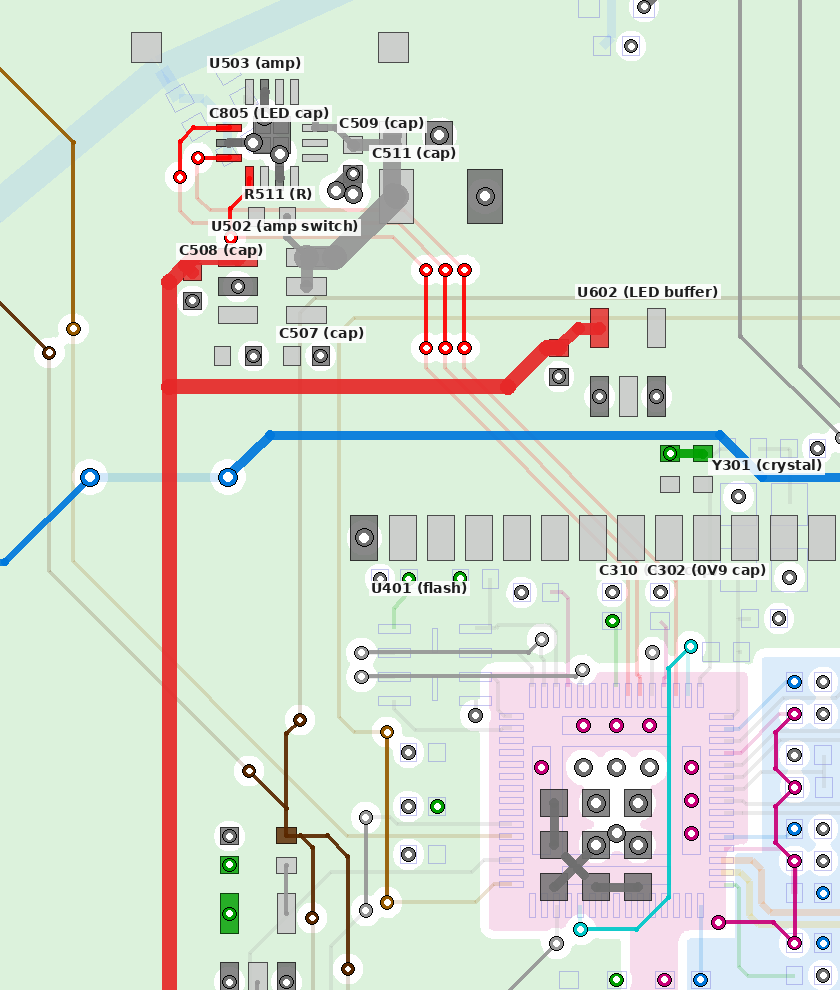 U503 (amp)
C805 (LED cap)
C509 (cap)
C511 (cap)
R511 (R)
U502 (amp switch)
C508 (cap)
U602 (LED buffer)
C507 (cap)
Y301 (crystal)
C310
C302 (0V9 cap)
U401 (flash)